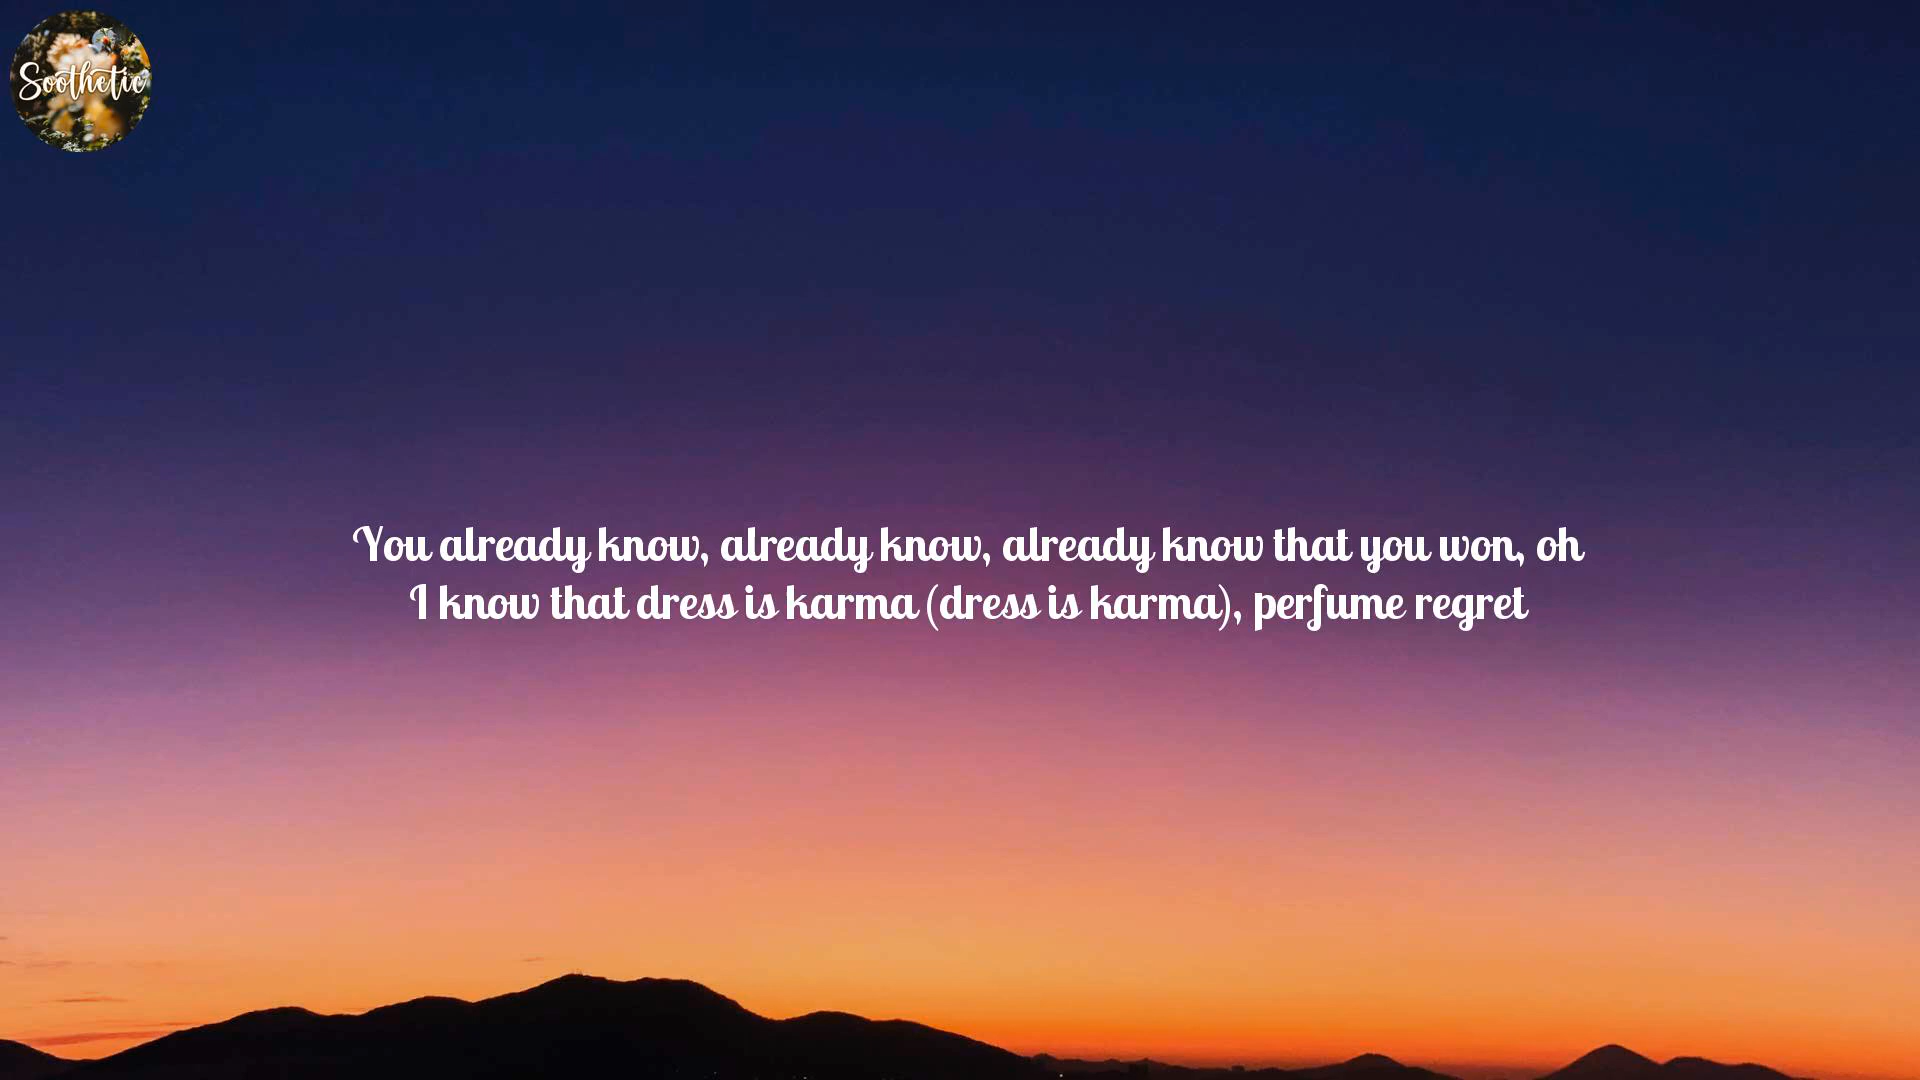 Soothetic
You already know, already know, already know that you won, oh
I know that dress is karma (dress is karma), perfume regret